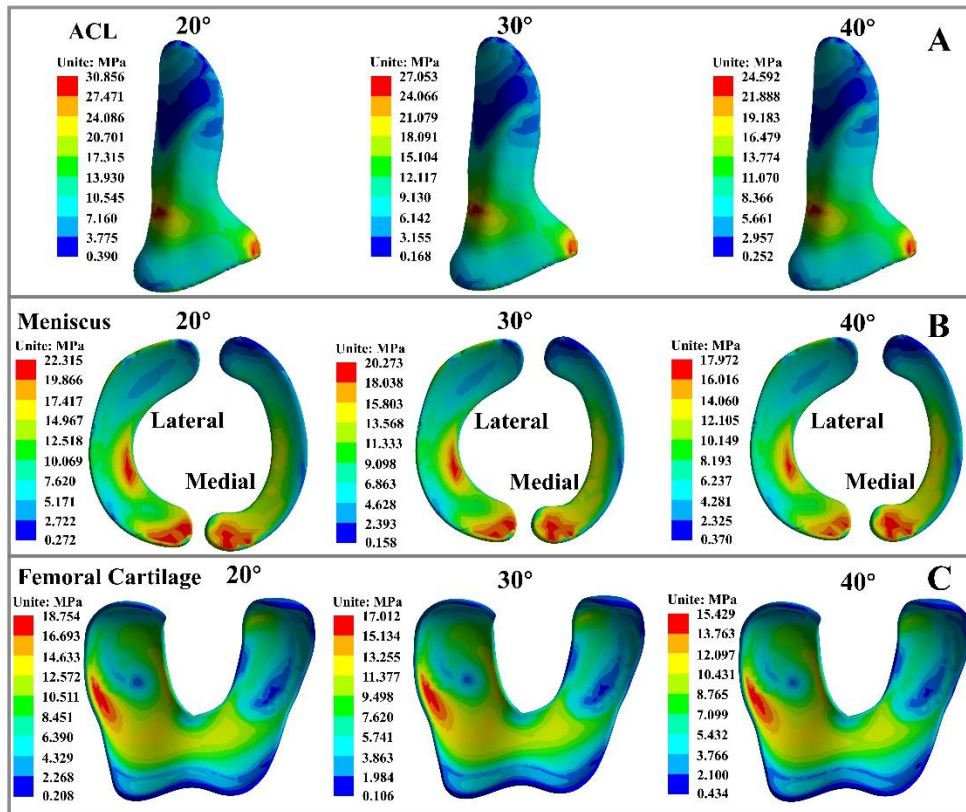 ACL 20° 30° 40° A
Unite: MPa Unite: MPa Unite: MPa
30.856 27.053 24.592
27.471 24.066 21.888
24.086 21.079 19.183
20.701 18.091 16.479
17.315 15.104 13.774
13.930 12.117 11.070
10.545 9.130 8.366
7.160 6.142 5.661
3.775 3.155 2.957
0.390 0.168 0.252
Meniscus 20° 30° 40° B
Unite: MPa Unite: MPa Unite: MPa
22.315 20.273 17.972
19.866 18.038 16.016
17.417 15.803 14.060
14.967 13.568 12.105
12.518 11.333 10.149
10.069 9.098 8.193
7.620 6.863 6.237
5.171 4.628 4.281
2.722 2.393 2.325
0.272 0.158 0.370
Lateral Lateral Lateral
Medial Medial Medial
Femoral Cartilage 20° 30° 40° C
Unite: MPa Unite: MPa Unite: MPa
18.754 17.012 15.429
16.693 15.134 13.763
14.633 13.255 12.097
12.572 11.377 10.431
10.511 9.498 8.765
8.451 7.620 7.099
6.390 5.741 5.432
4.329 3.863 3.766
2.268 1.984 2.100
0.208 0.106 0.434